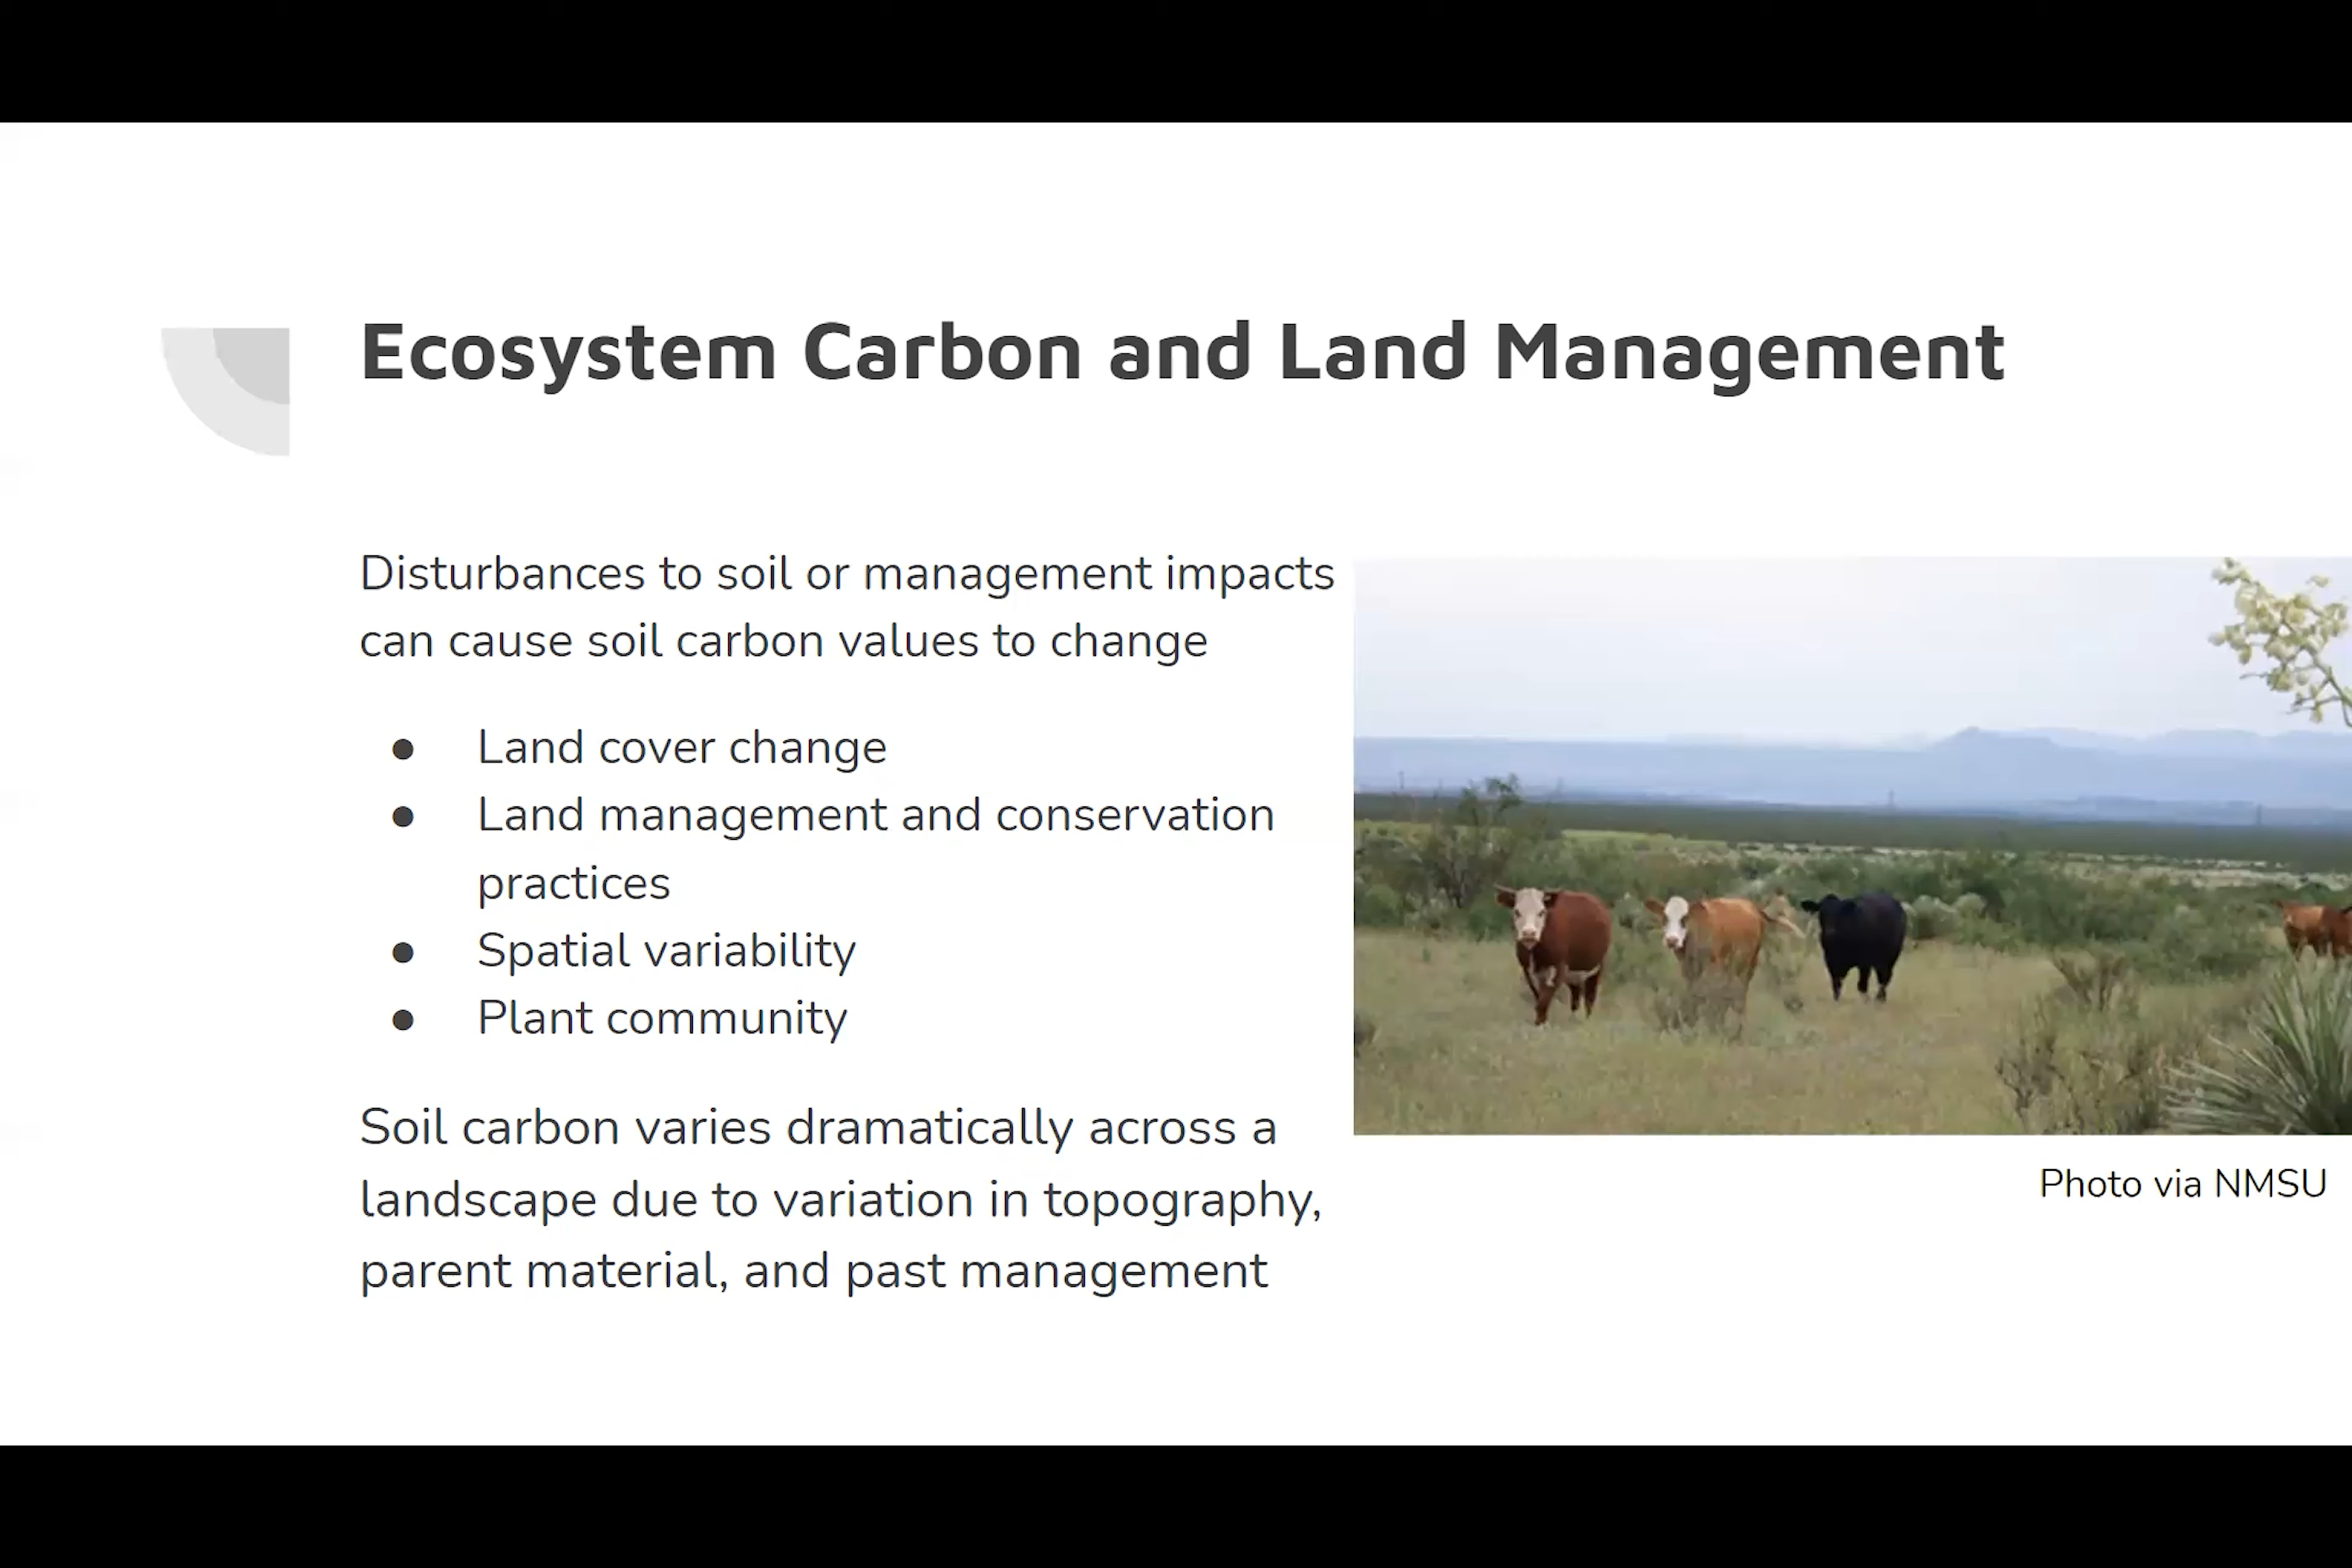 Ecosystem Carbon and Land Management
Disturbances to soil or management impacts
can cause soil carbon values to change
● Land cover change
● Land management and conservation
practices
● Spatial variability
● Plant community
Soil carbon varies dramatically across a
landscape due to variation in topography,
parent material, and past management
Photo via NMSU